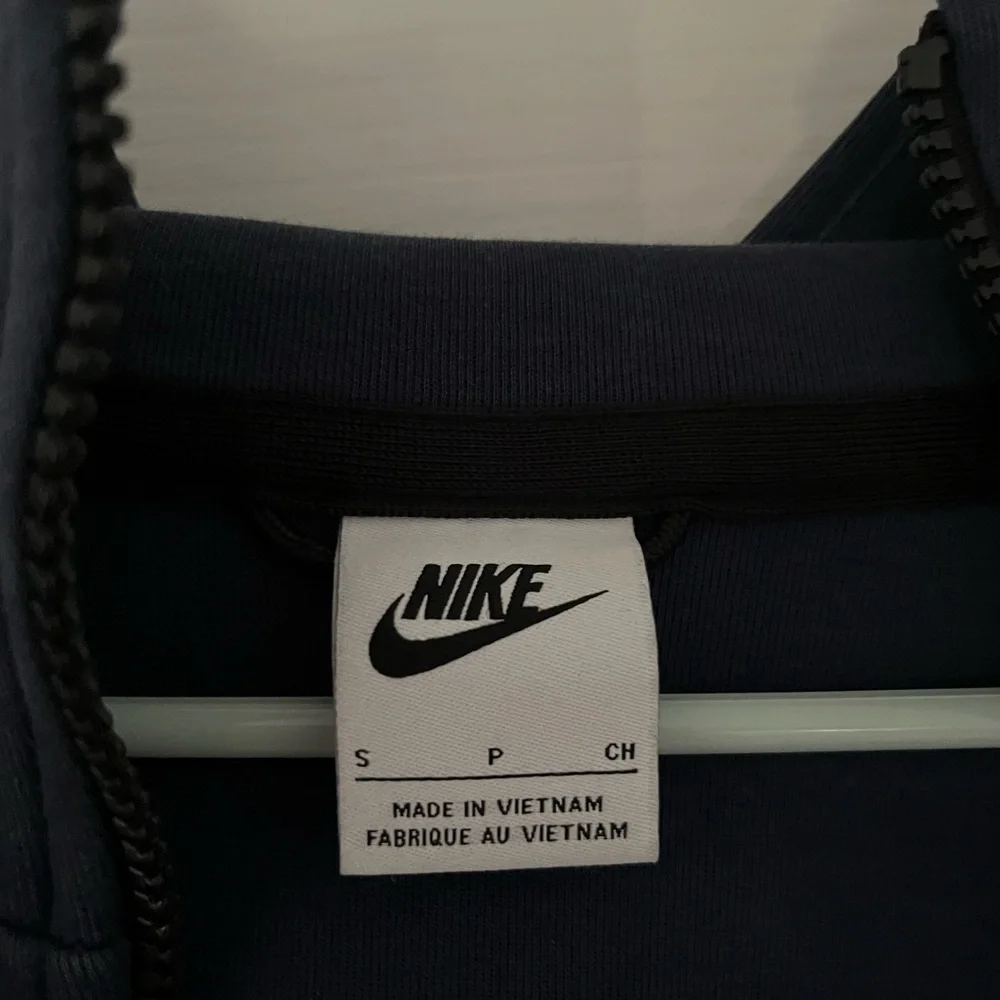 NIKE
S P CH
MADE IN VIETNAM
FABRIQUE AU VIETNAM